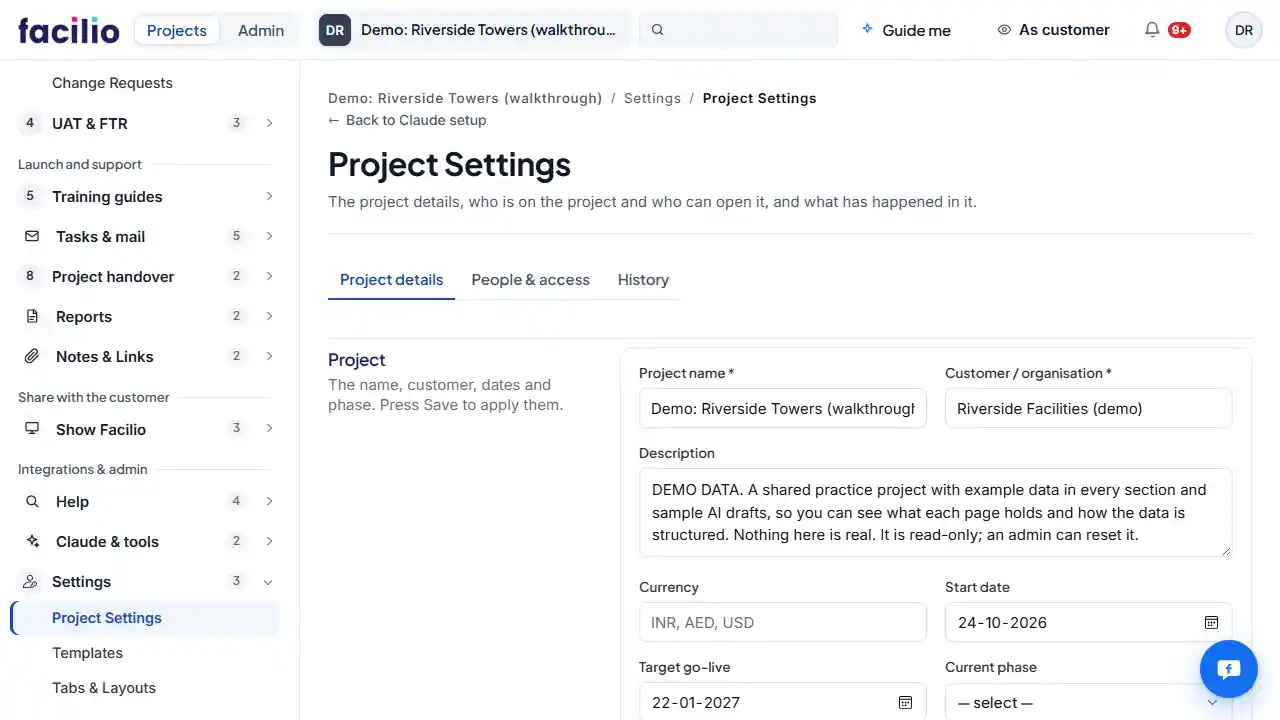 facilio
Projects
Admin
DR
Demo: Riverside Towers (walkthrou...
Guide me
As customer
9+
DR
Change Requests
4 UAT & FTR 3
Launch and support
5 Training guides
Tasks & mail 5
8 Project handover 2
Reports 2
Notes & Links 2
Share with the customer
Show Facilio 3
Integrations & admin
Help 4
Claude & tools 2
Settings 3
Project Settings
Templates
Tabs & Layouts
Demo: Riverside Towers (walkthrough) / Settings / Project Settings
← Back to Claude setup
Project Settings
The project details, who is on the project and who can open it, and what has happened in it.
Project details
People & access
History
Project
The name, customer, dates and
phase. Press Save to apply them.
Project name *
Demo: Riverside Towers (walkthrough
Customer / organisation *
Riverside Facilities (demo)
Description
DEMO DATA. A shared practice project with example data in every section and
sample AI drafts, so you can see what each page holds and how the data is
structured. Nothing here is real. It is read-only; an admin can reset it.
Currency
INR, AED, USD
Start date
24-10-2026
Target go-live
22-01-2027
Current phase
— select —